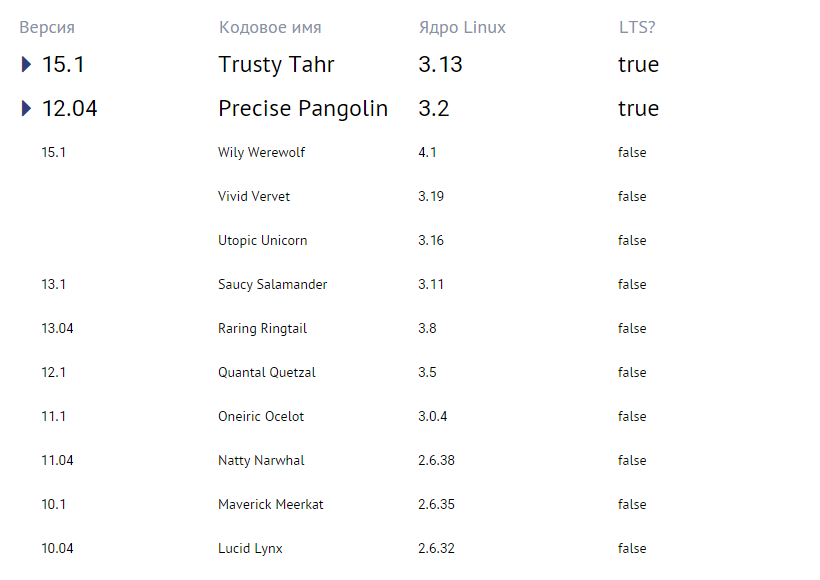 Версия Кодовое имя Ядро Linux LTS?
15.1 Trusty Tahr 3.13 true
12.04 Precise Pangolin 3.2 true
15.1 Wily Werewolf 4.1 false
Vivid Vervet 3.19 false
Utopic Unicorn 3.16 false
13.1 Saucy Salamander 3.11 false
13.04 Raring Ringtail 3.8 false
12.1 Quantal Quetzal 3.5 false
11.1 Oneiric Ocelot 3.0.4 false
11.04 Natty Narwhal 2.6.38 false
10.1 Maverick Meerkat 2.6.35 false
10.04 Lucid Lynx 2.6.32 false